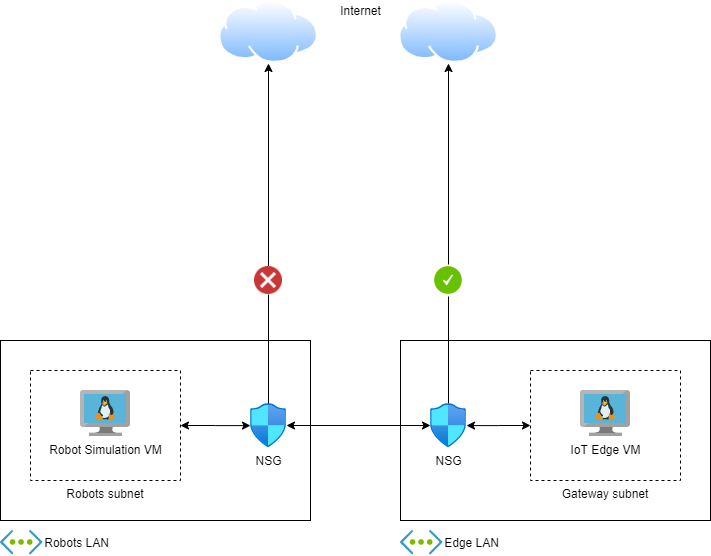 Internet
Robot Simulation VM
NSG
NSG
IoT Edge VM
Robots subnet
Gateway subnet
Robots LAN
Edge LAN